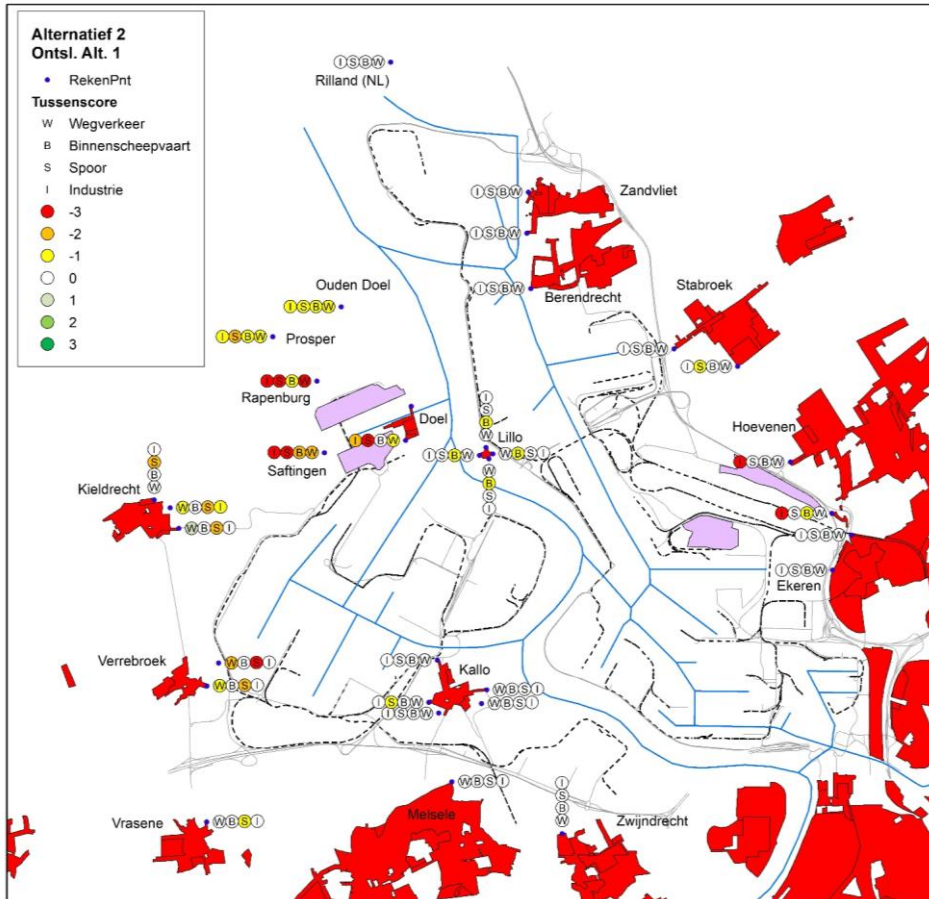 Alternatief 2
Ontsl. Alt. 1
RekenPnt
Tussenscore
W Wegverkeer
B Binnenscheepvaart
S Spoor
I Industrie
-3
-2
-1
0
1
2
3
ISBW
Rilland (NL)
ISBW
Zandvliet
ISBW
ISBW
Berendrecht
Stabroek
ISBW
ISBW
Ouden Doel
ISBW
ISBW
Prosper
ISBW
Rapenburg
Doel
ISBW
ISBW
Saftingen
I
S
B
W
Lillo
ISBW
WBSI
W
B
S
I
Hoevenen
ISBW
ISBW
ISBW
ISBW
Ekeren
I
S
B
W
Kieldrecht
WBSI
WBSI
Verrebroek
WBSI
WBSI
ISBW
Kallo
WBSI
ISBW
WBSI
ISBW
WBSI
Melsele
I
S
B
W
Zwijndrecht
Vrasene
WBSI